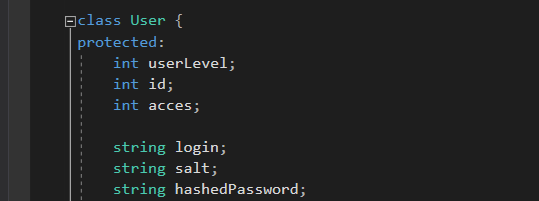 class User {
protected:
int userLevel;
int id;
int acces;
string login;
string salt;
string hashedPassword;